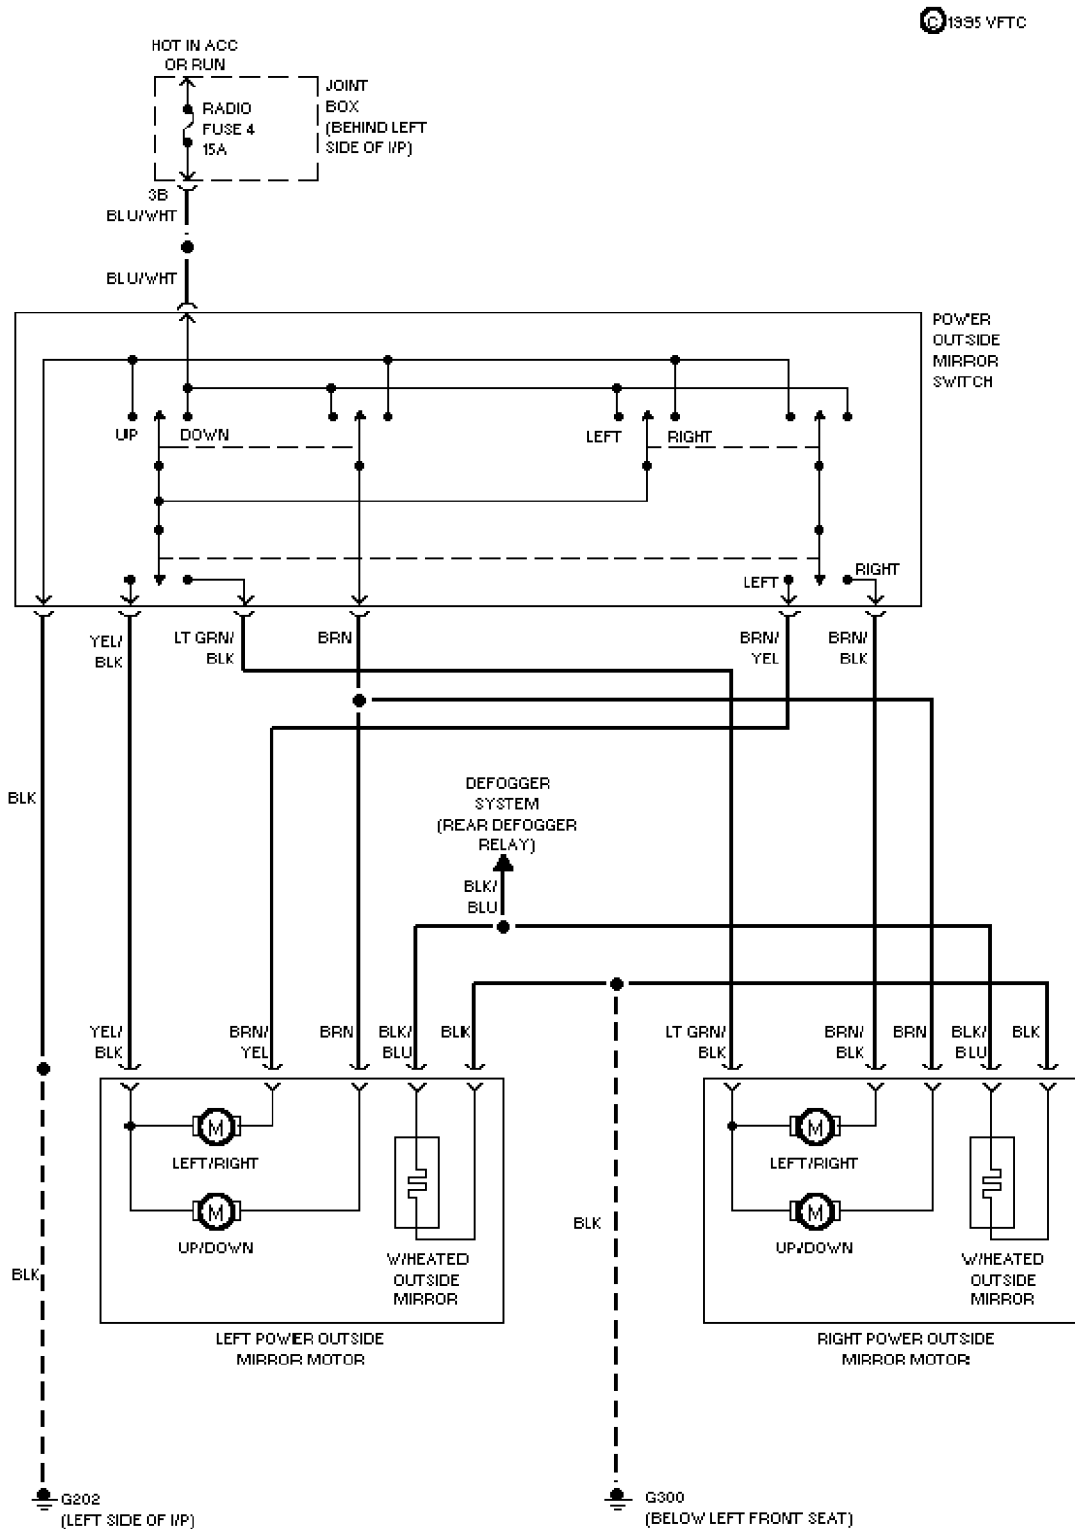 © 1995 VFTC
HOT IN ACC
OR RUN
RADIO
FUSE 4
15A
JOINT
BOX
(BEHIND LEFT
SIDE OF I/P)
3B
BLU/WHT
BLU/WHT
POWER
OUTSIDE
MIRROR
SWITCH
UP
DOWN
LEFT
RIGHT
LEFT
RIGHT
YEL/
BLK
LT GRN/
BLK
BRN
BRN/
YEL
BRN/
BLK
BLK
DEFOGGER
SYSTEM
(REAR DEFOGGER
RELAY)
BLK/
BLU
YEL/
BLK
BRN/
YEL
BRN
BLK/
BLU
BLK
LT GRN/
BLK
BRN/
BLK
BRN
BLK/
BLU
BLK
M
LEFT/RIGHT
M
UP/DOWN
W/HEATED
OUTSIDE
MIRROR
LEFT POWER OUTSIDE
MIRROR MOTOR
M
LEFT/RIGHT
M
UP/DOWN
W/HEATED
OUTSIDE
MIRROR
RIGHT POWER OUTSIDE
MIRROR MOTOR:
BLK
BLK
G202
(LEFT SIDE OF I/P)
G300
(BELOW LEFT FRONT SEAT)